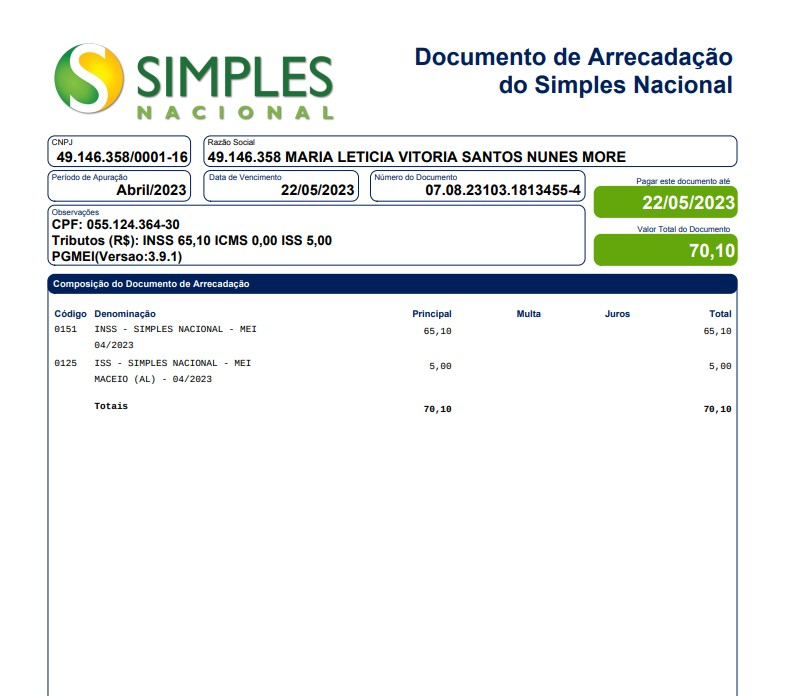 SIMPLES
NACIONAL
Documento de Arrecadação
do Simples Nacional
CNPJ
49.146.358/0001-16
Razão Social
49.146.358 MARIA LETICIA VITORIA SANTOS NUNES MORE
Período de Apuração
Abril/2023
Data de Vencimento
22/05/2023
Número do Documento
07.08.23103.1813455-4
Pagar este documento até
22/05/2023
Observações
CPF: 055.124.364-30
Tributos (R$): INSS 65,10 ICMS 0,00 ISS 5,00
PGMEI(Versao:3.9.1)
Valor Total do Documento
70,10
Composição do Documento de Arrecadação
Código Denominação Principal Multa Juros Total
0151 INSS - SIMPLES NACIONAL - MEI 65,10 65,10
04/2023
0125 ISS - SIMPLES NACIONAL - MEI 5,00 5,00
MACEIO (AL) - 04/2023
Totais 70,10 70,10